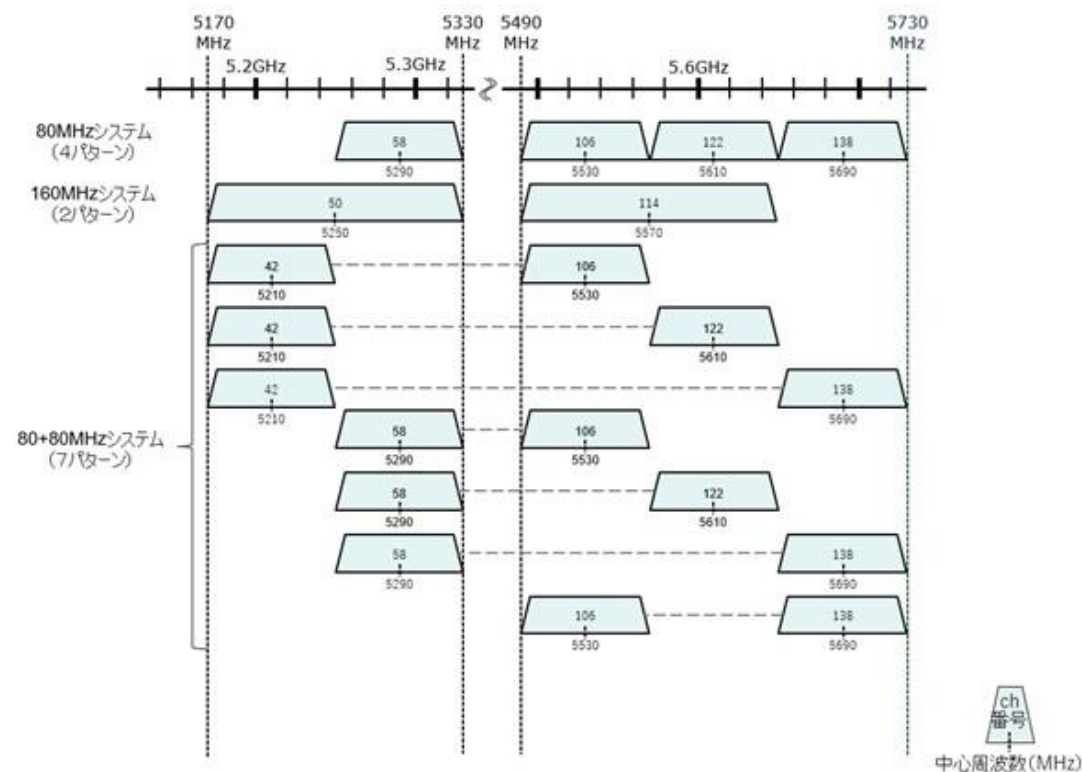 5170 5330 5490 5730
MHz MHz MHz MHz
5.2GHz 5.3GHz 5.6GHz
80MHzシステム
(4パターン)
58 106 122 138
5290 5530 5610 5690
160MHzシステム
(2パターン)
50 114
5250 5570
42 106
5210 5530
42 122
5210 5610
42 138
5210 5690
80+80MHzシステム
(7パターン)
58 106
5290 5530
58 122
5290 5610
58 138
5290 5690
106 138
5530 5690
ch
番号
中心周波数(MHz)